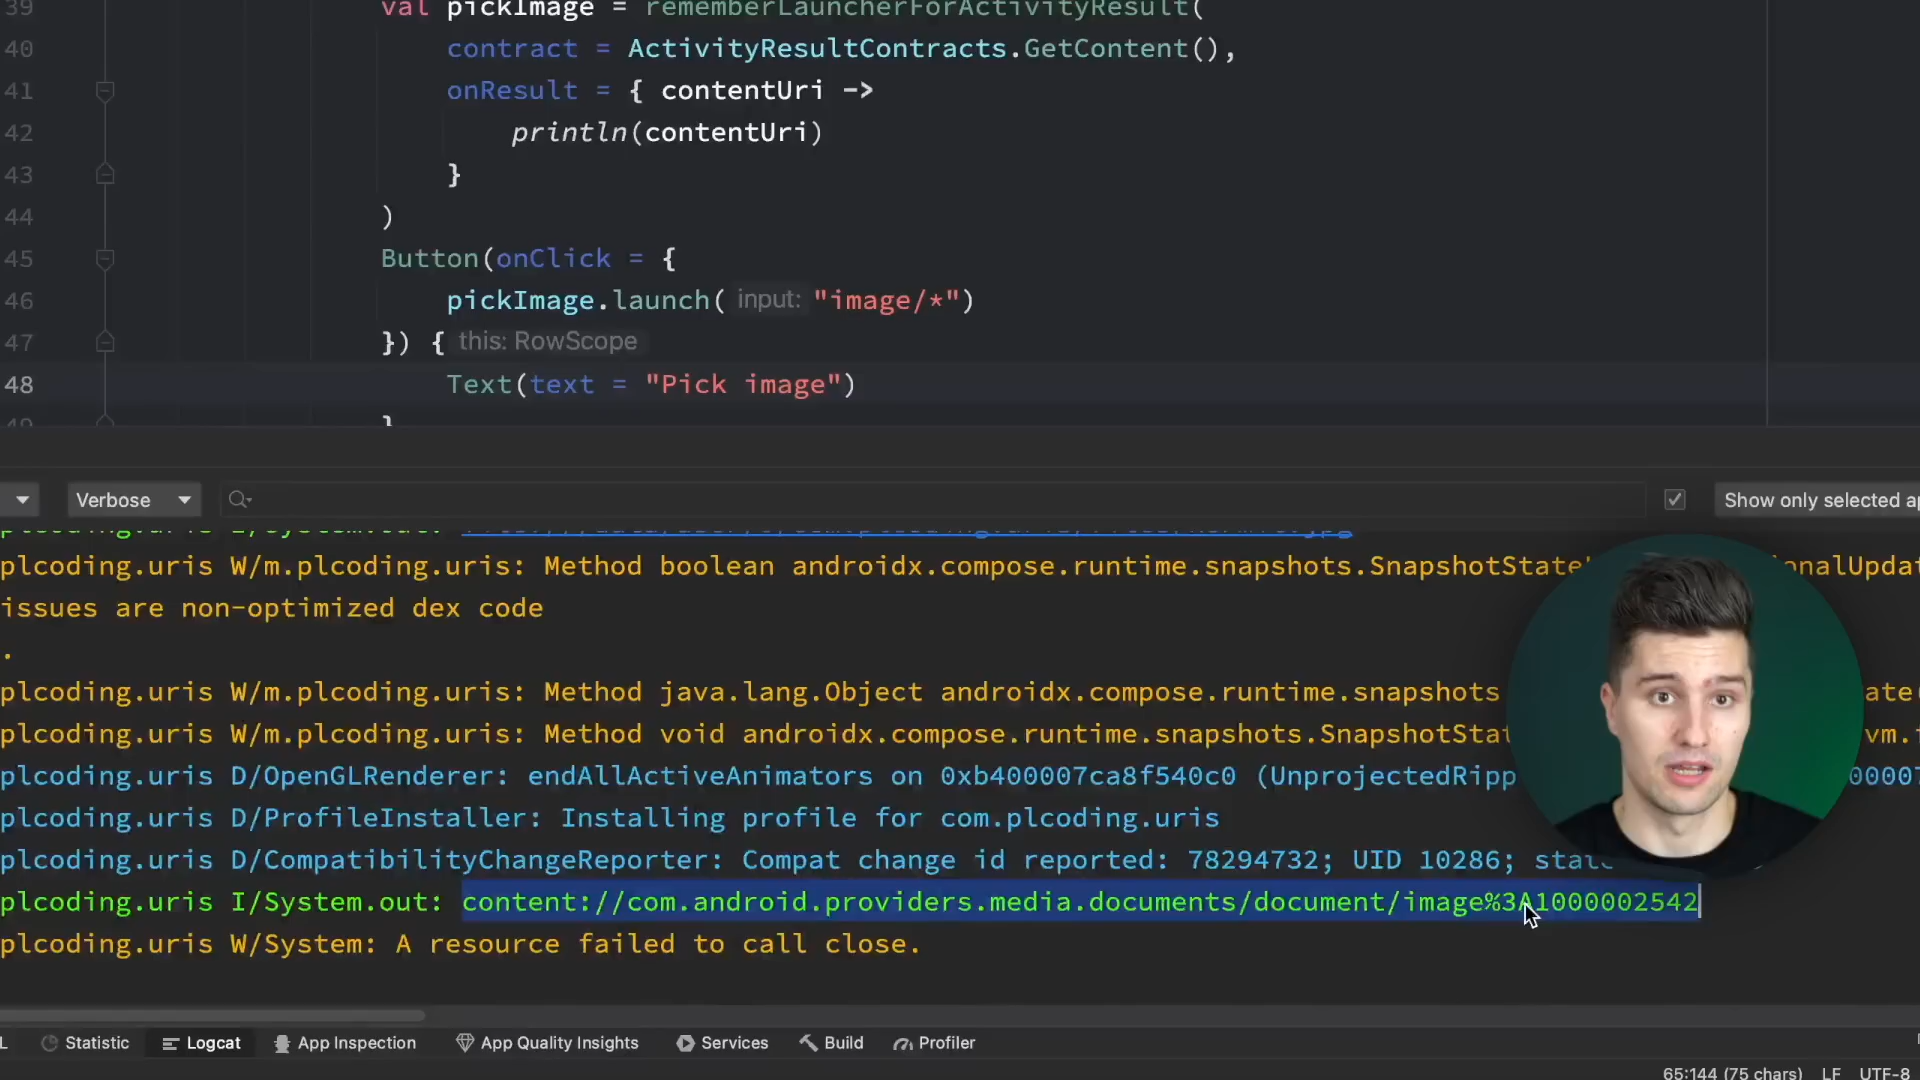 39 val pickImage = rememberLauncherForActivityResult(
40 contract = ActivityResultContracts.GetContent(),
41 onResult = { contentUri ->
42 println(contentUri)
43 }
44 )
45 Button(onClick = {
46 pickImage.launch( input: "image/*")
47 }) { this: RowScope
48 Text(text = "Pick image")
49 }
Verbose
Show only selected ap
plcoding.uris W/m.plcoding.uris: Method boolean androidx.compose.runtime.snapshots.SnapshotState onalUpdat
issues are non-optimized dex code
.
plcoding.uris W/m.plcoding.uris: Method java.lang.Object androidx.compose.runtime.snapshots ate
plcoding.uris W/m.plcoding.uris: Method void androidx.compose.runtime.snapshots.SnapshotStat vm.
plcoding.uris D/OpenGLRenderer: endAllActiveAnimators on 0xb400007ca8f540c0 (UnprojectedRipp 00007
plcoding.uris D/ProfileInstaller: Installing profile for com.plcoding.uris
plcoding.uris D/CompatibilityChangeReporter: Compat change id reported: 78294732; UID 10286; state
plcoding.uris I/System.out: content://com.android.providers.media.documents/document/image%3A1000002542
plcoding.uris W/System: A resource failed to call close.
Statistic Logcat App Inspection App Quality Insights Services Build Profiler
65:144 (75 chars) LF UTF-8